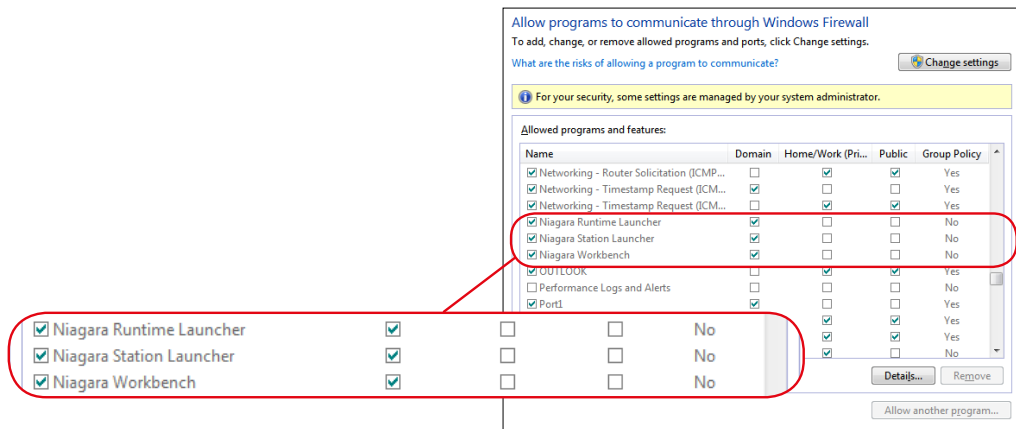 Allow programs to communicate through Windows Firewall
To add, change, or remove allowed programs and ports, click Change settings.
What are the risks of allowing a program to communicate?
Change settings
For your security, some settings are managed by your system administrator.
Allowed programs and features:
Name Domain Home/Work (Pri... Public Group Policy
Networking - Router Solicitation (ICMP... Yes
Networking - Timestamp Request (ICM... Yes
Networking - Timestamp Request (ICM... Yes
Niagara Runtime Launcher No
Niagara Station Launcher No
Niagara Workbench No
OUTLOOK Yes
Performance Logs and Alerts No
Port1 Yes
Yes
Yes
No
Niagara Runtime Launcher No
Niagara Station Launcher No
Niagara Workbench No
Details... Remove
Allow another program...